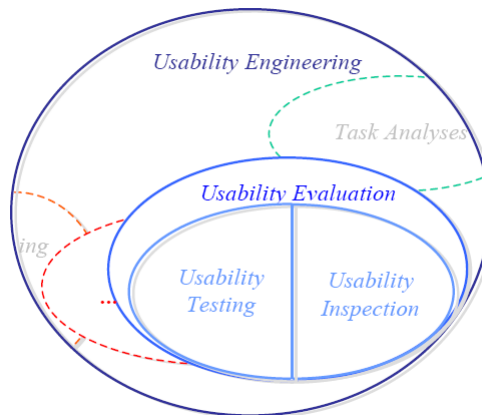 Usability Engineering
Task Analyses
Usability Evaluation
ing
Usability
Testing
Usability
Inspection
...